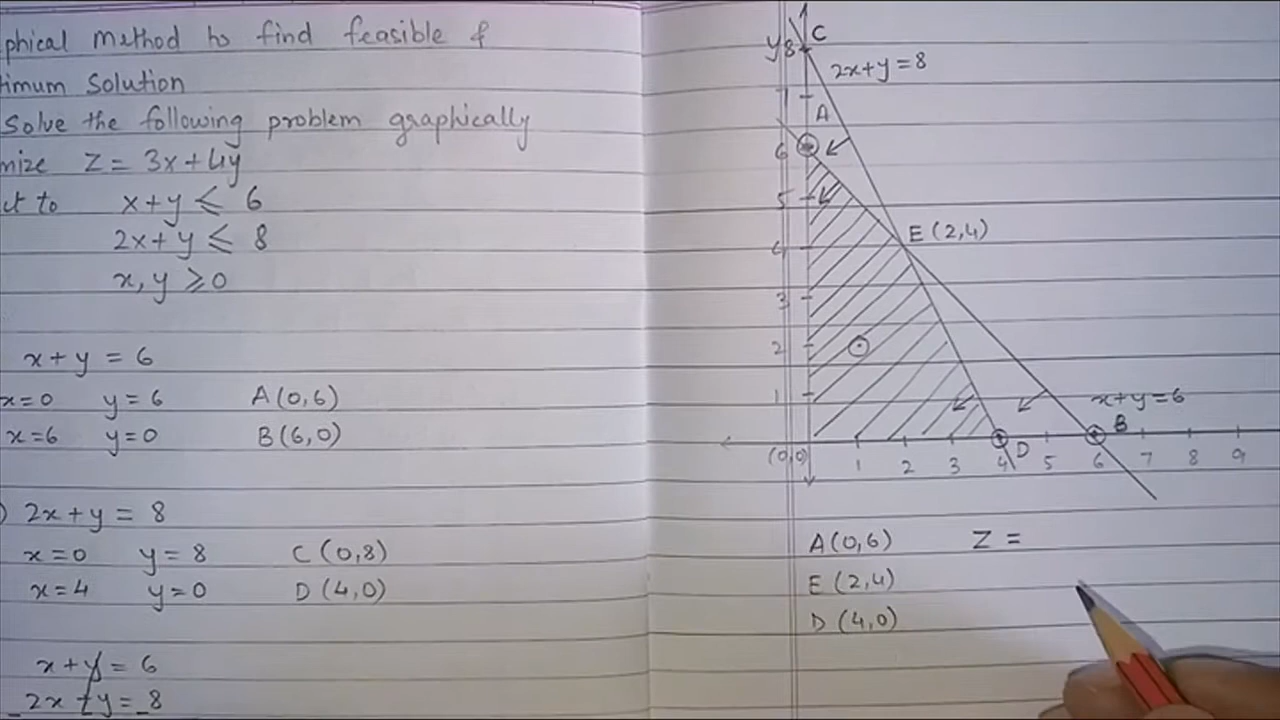 phical method to find feasible &
timum Solution
Solve the following problem graphically
mize Z = 3x + 4y
ct to x + y ⩽ 6
2x + y ⩽ 8
x, y ⩾ 0
x + y = 6
x = 0 y = 6 A (0,6)
x = 6 y = 0 B (6,0)
) 2x + y = 8
x = 0 y = 8 C (0,8)
x = 4 y = 0 D (4,0)
x + y = 6
2x + y = 8
y 8 C
2x + y = 8
7
A
6
5
E (2,4)
4
3
2
1
x + y = 6
B
(0,0) 1 2 3 4 D 5 6 7 8 9
A (0,6) Z =
E (2,4)
D (4,0)